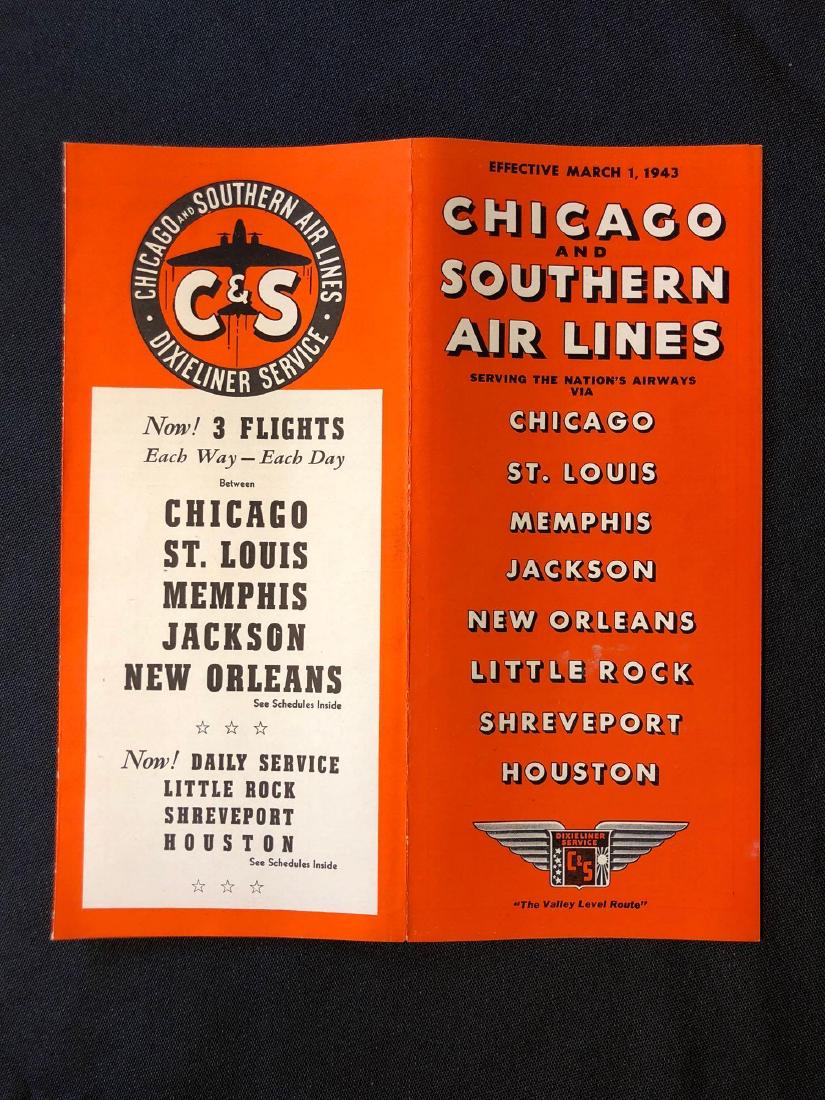 CHICAGO AND SOUTHERN AIR LINES
DIXIELINER SERVICE
C&S
Now! 3 FLIGHTS
Each Way — Each Day
Between
CHICAGO
ST. LOUIS
MEMPHIS
JACKSON
NEW ORLEANS
See Schedules Inside
Now! DAILY SERVICE
LITTLE ROCK
SHREVEPORT
HOUSTON
See Schedules Inside
EFFECTIVE MARCH 1, 1943
CHICAGO
AND
SOUTHERN
AIR LINES
SERVING THE NATION'S AIRWAYS
VIA
CHICAGO
ST. LOUIS
MEMPHIS
JACKSON
NEW ORLEANS
LITTLE ROCK
SHREVEPORT
HOUSTON
DIXIELINER
SERVICE
C&S
"The Valley Level Route"